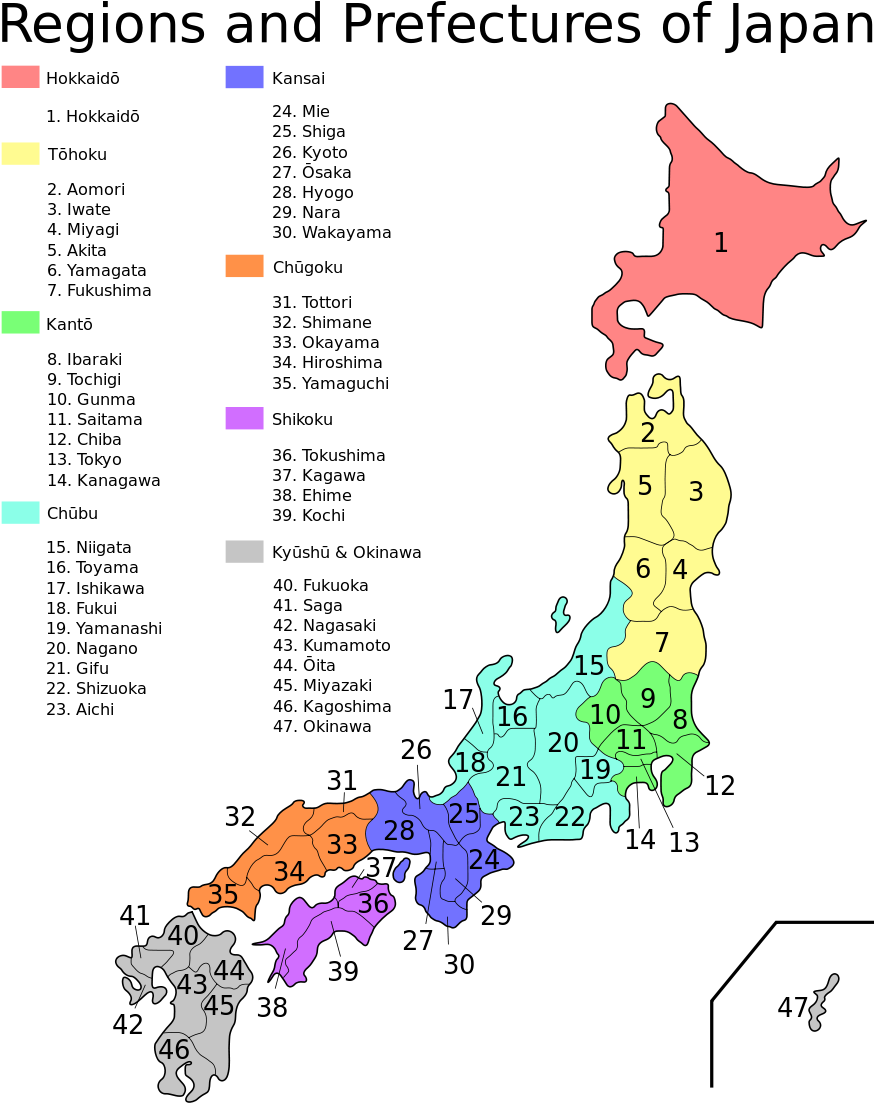 Regions and Prefectures of Japan
Hokkaidō
1. Hokkaidō
Tōhoku
2. Aomori
3. Iwate
4. Miyagi
5. Akita
6. Yamagata
7. Fukushima
Kantō
8. Ibaraki
9. Tochigi
10. Gunma
11. Saitama
12. Chiba
13. Tokyo
14. Kanagawa
Chūbu
15. Niigata
16. Toyama
17. Ishikawa
18. Fukui
19. Yamanashi
20. Nagano
21. Gifu
22. Shizuoka
23. Aichi
Kansai
24. Mie
25. Shiga
26. Kyoto
27. Ōsaka
28. Hyogo
29. Nara
30. Wakayama
Chūgoku
31. Tottori
32. Shimane
33. Okayama
34. Hiroshima
35. Yamaguchi
Shikoku
36. Tokushima
37. Kagawa
38. Ehime
39. Kochi
Kyūshū & Okinawa
40. Fukuoka
41. Saga
42. Nagasaki
43. Kumamoto
44. Ōita
45. Miyazaki
46. Kagoshima
47. Okinawa
1
2
5
3
6
4
7
15
9
17
16
10
8
11
20
26
18
19
21
31
12
25
32
23
22
28
33
14
13
24
37
34
35
36
41
29
40
27
30
44
39
43
45
38
47
42
46